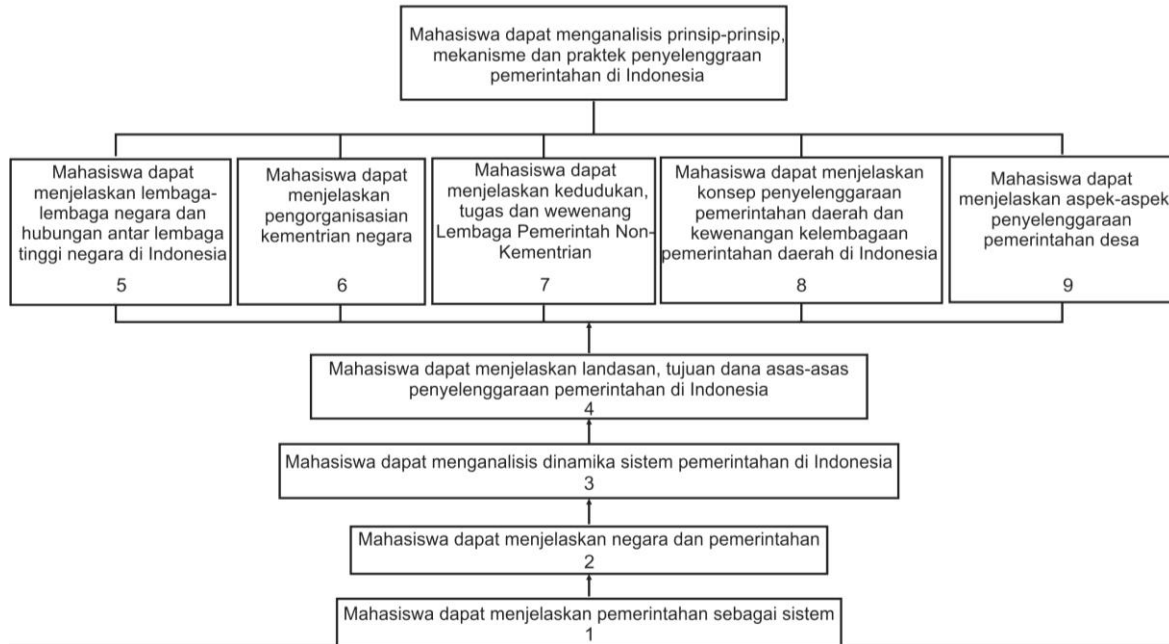 Mahasiswa dapat menganalisis prinsip-prinsip,
mekanisme dan praktek penyelenggraan
pemerintahan di Indonesia
Mahasiswa dapat
menjelaskan lembaga-
lembaga negara dan
hubungan antar lembaga
tinggi negara di Indonesia
5
Mahasiswa dapat
menjelaskan
pengorganisasian
kementrian negara
6
Mahasiswa dapat
menjelaskan kedudukan,
tugas dan wewenang
Lembaga Pemerintah Non-
Kementrian
7
Mahasiswa dapat menjelaskan
konsep penyelenggaraan
pemerintahan daerah dan
kewenangan kelembagaan
pemerintahan daerah di Indonesia
8
Mahasiswa dapat
menjelaskan aspek-aspek
penyelenggaraan
pemerintahan desa
9
Mahasiswa dapat menjelaskan landasan, tujuan dana asas-asas
penyelenggaraan pemerintahan di Indonesia
4
Mahasiswa dapat menganalisis dinamika sistem pemerintahan di Indonesia
3
Mahasiswa dapat menjelaskan negara dan pemerintahan
2
Mahasiswa dapat menjelaskan pemerintahan sebagai sistem
1